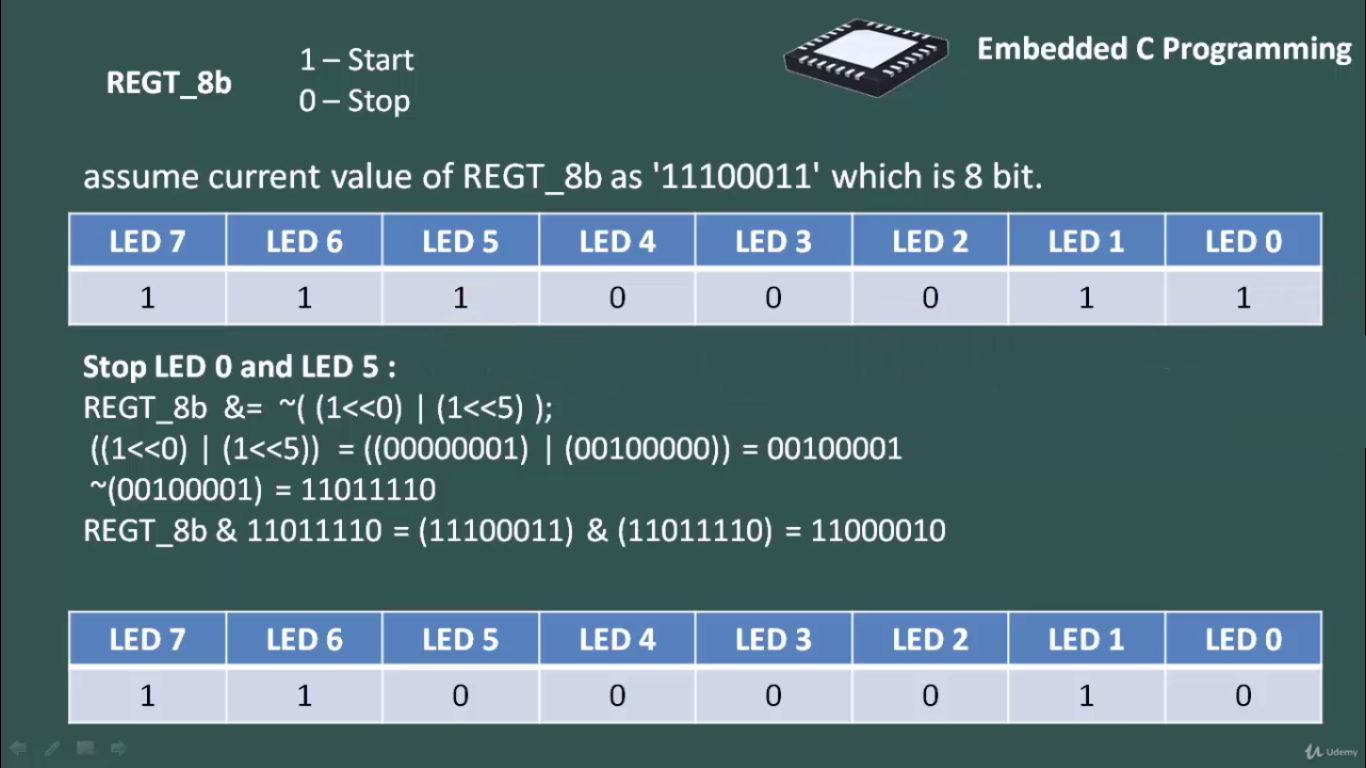 Embedded C Programming
REGT_8b
1 – Start
0 – Stop
assume current value of REGT_8b as '11100011' which is 8 bit.
LED 7 LED 6 LED 5 LED 4 LED 3 LED 2 LED 1 LED 0
1 1 1 0 0 0 1 1
Stop LED 0 and LED 5 :
REGT_8b &= ~( (1<<0) | (1<<5) );
((1<<0) | (1<<5)) = ((00000001) | (00100000)) = 00100001
~(00100001) = 11011110
REGT_8b & 11011110 = (11100011) & (11011110) = 11000010
LED 7 LED 6 LED 5 LED 4 LED 3 LED 2 LED 1 LED 0
1 1 0 0 0 0 1 0
Udemy